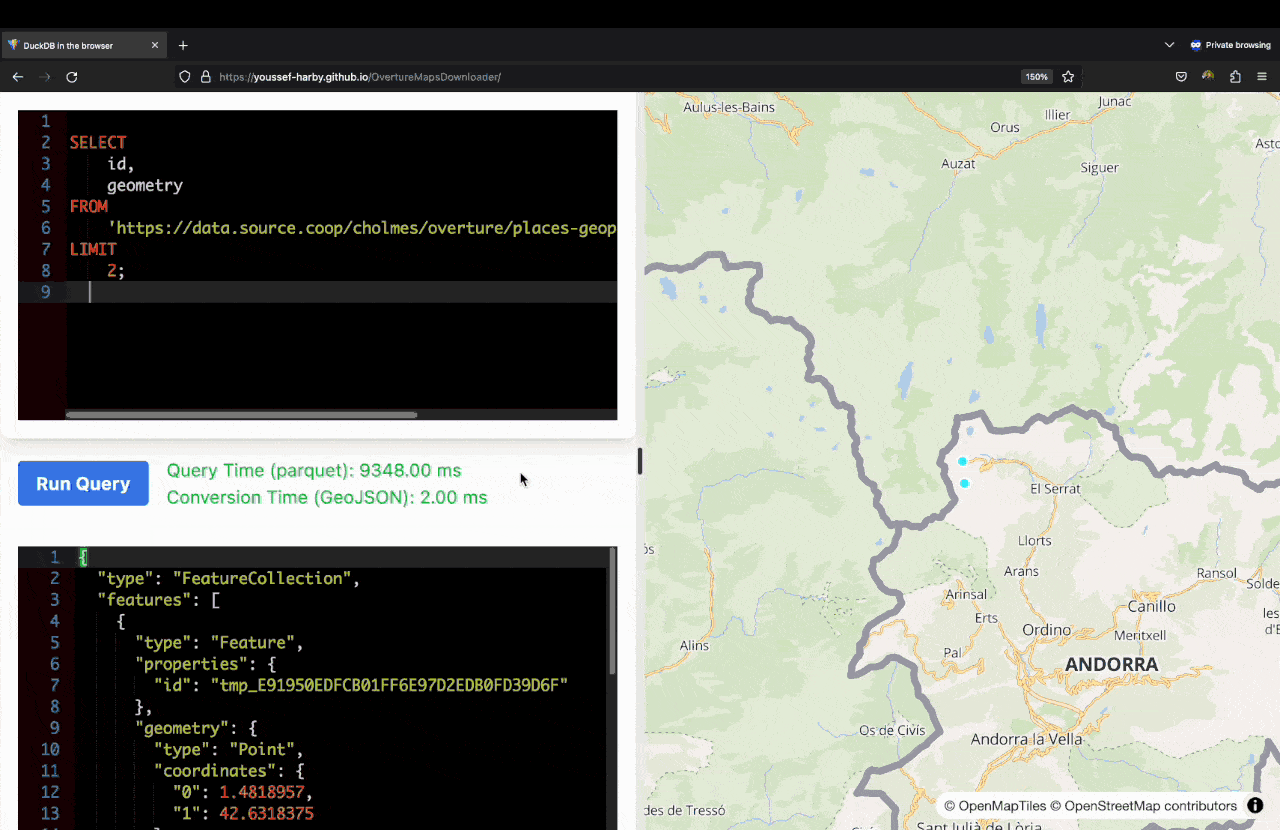 DuckDB in the browser
Private browsing
https://youssef-harby.github.io/OvertureMapsDownloader/
150%
1
2 SELECT
3 id,
4 geometry
5 FROM
6 'https://data.source.coop/cholmes/overture/places-geop
7 LIMIT
8 2;
9
Run Query
Query Time (parquet): 9348.00 ms
Conversion Time (GeoJSON): 2.00 ms
1 {
2 "type": "FeatureCollection",
3 "features": [
4 {
5 "type": "Feature",
6 "properties": {
7 "id": "tmp_E91950EDFCB01FF6E97D2EDB0FD39D6F"
8 },
9 "geometry": {
10 "type": "Point",
11 "coordinates": {
12 "0": 1.4818957,
13 "1": 42.6318375
Aulus-les-Bains
Junac
Illier
Orus
Auzat
Siguer
Asto
El Serrat
Llorts
Arans
Ransol
Solde
Arinsal
Canillo
les
Erts
Ordino
d'E
Meritxell
Alins
Pal
ANDORRA
Os de Civís
Andorra la Vella
des de Tressó
© OpenMapTiles © OpenStreetMap contributors
Sant Julià de Lòria